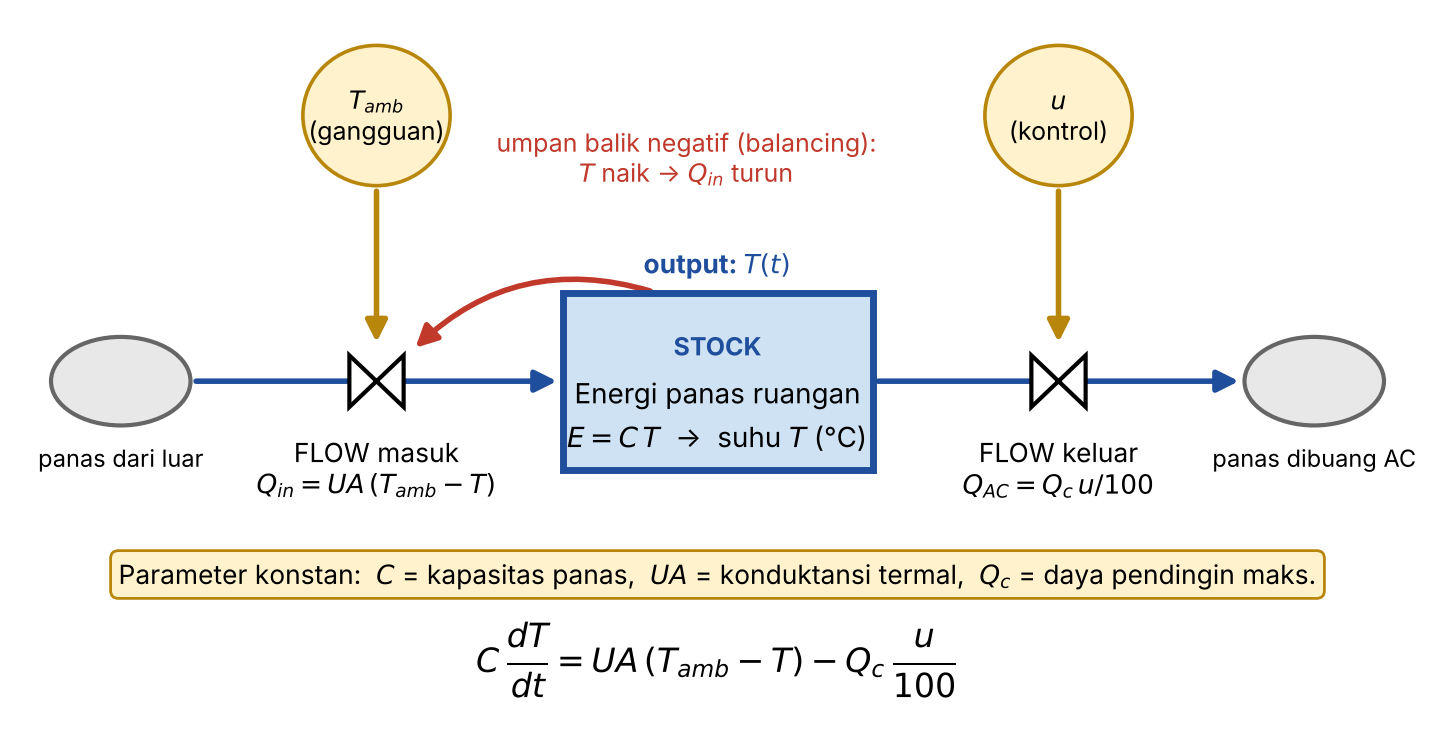 T_amb
(gangguan)
umpan balik negatif (balancing):
T naik → Q_in turun
u
(kontrol)
output: T(t)
STOCK
Energi panas ruangan
E = C T → suhu T (°C)
panas dari luar
FLOW masuk
Q_in = UA (T_amb − T)
FLOW keluar
Q_AC = Q_c u/100
panas dibuang AC
Parameter konstan: C = kapasitas panas, UA = konduktansi termal, Q_c = daya pendingin maks.
C dT/dt = UA (T_amb − T) − Q_c u/100